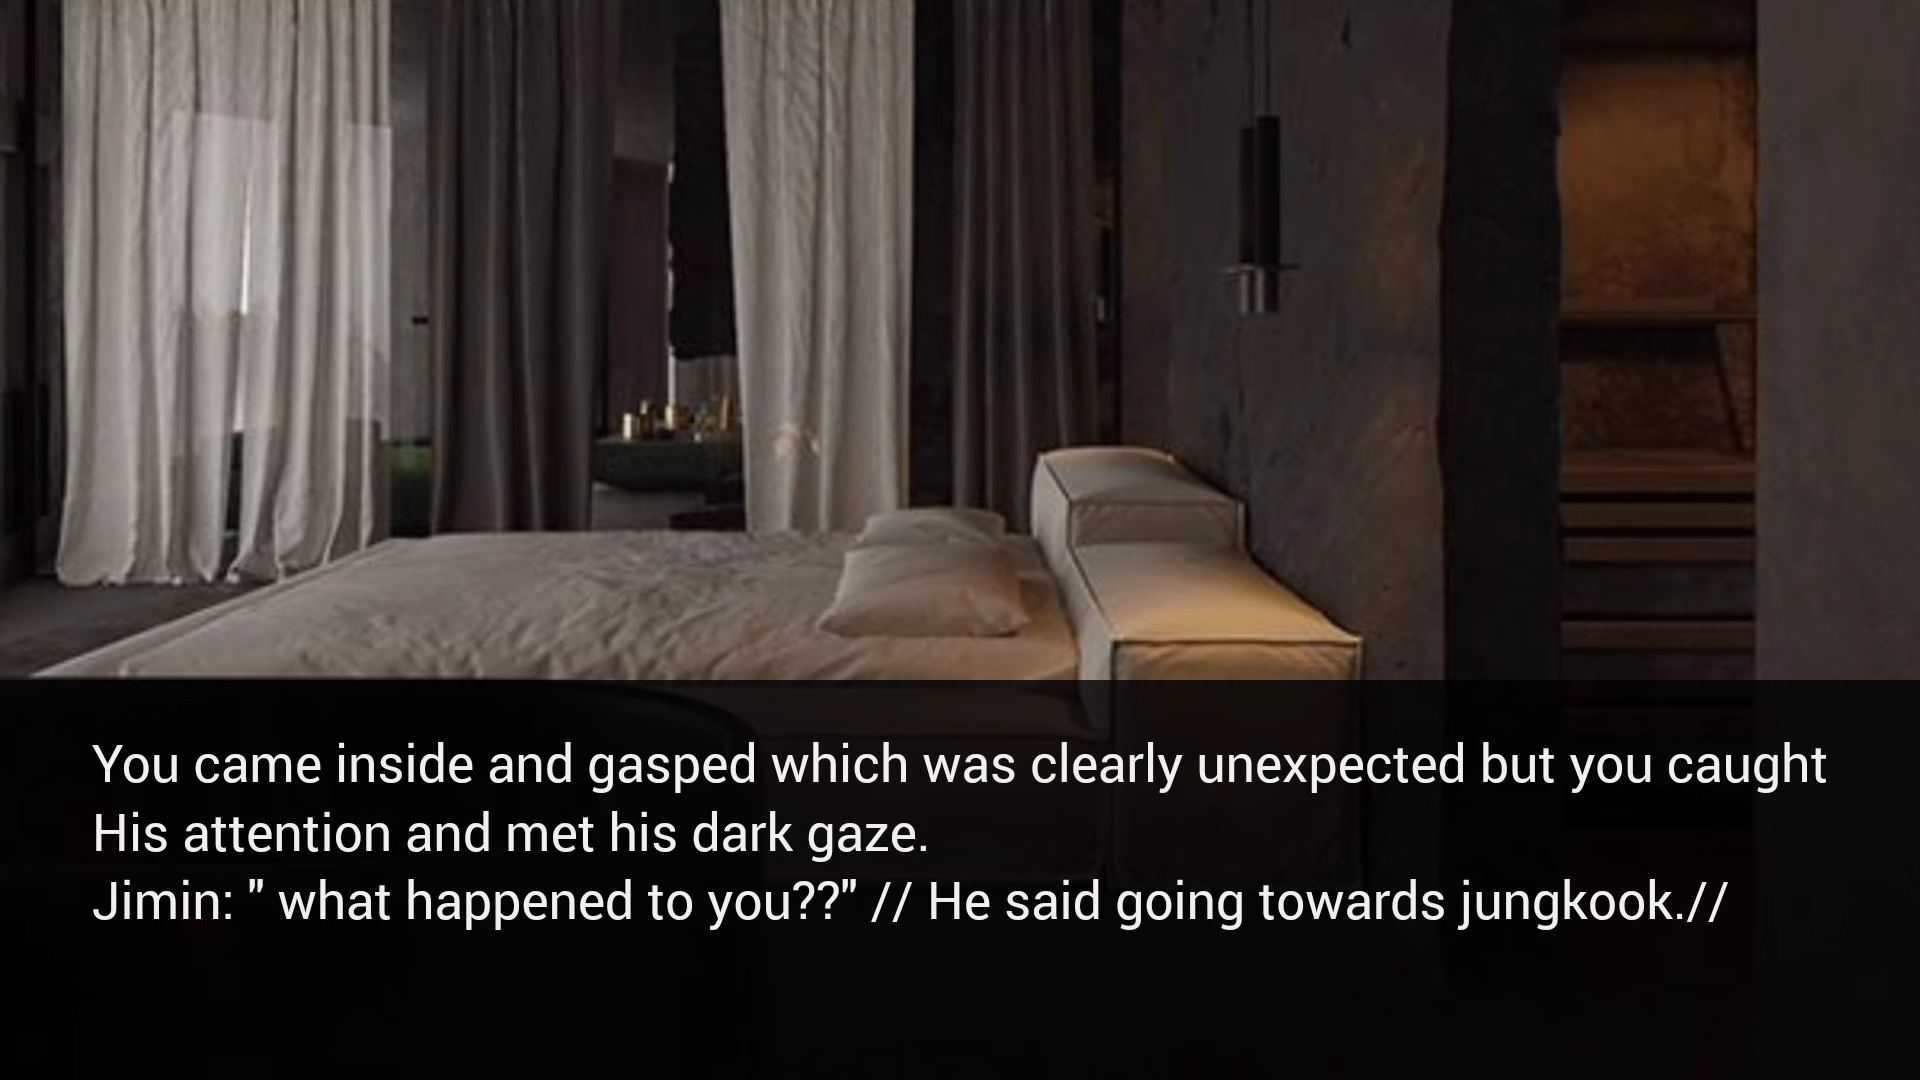 You came inside and gasped which was clearly unexpected but you caught
His attention and met his dark gaze.
Jimin: " what happened to you??" // He said going towards jungkook.//